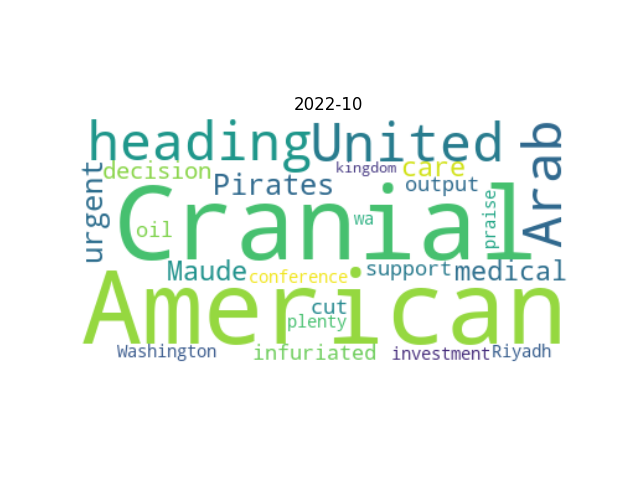 2022-10
heading United Arab
urgent decision Pirates kingdom care output
Cranial praise
oil wa
Maude conference support medical
American
cut
plenty
Washington infuriated investment Riyadh